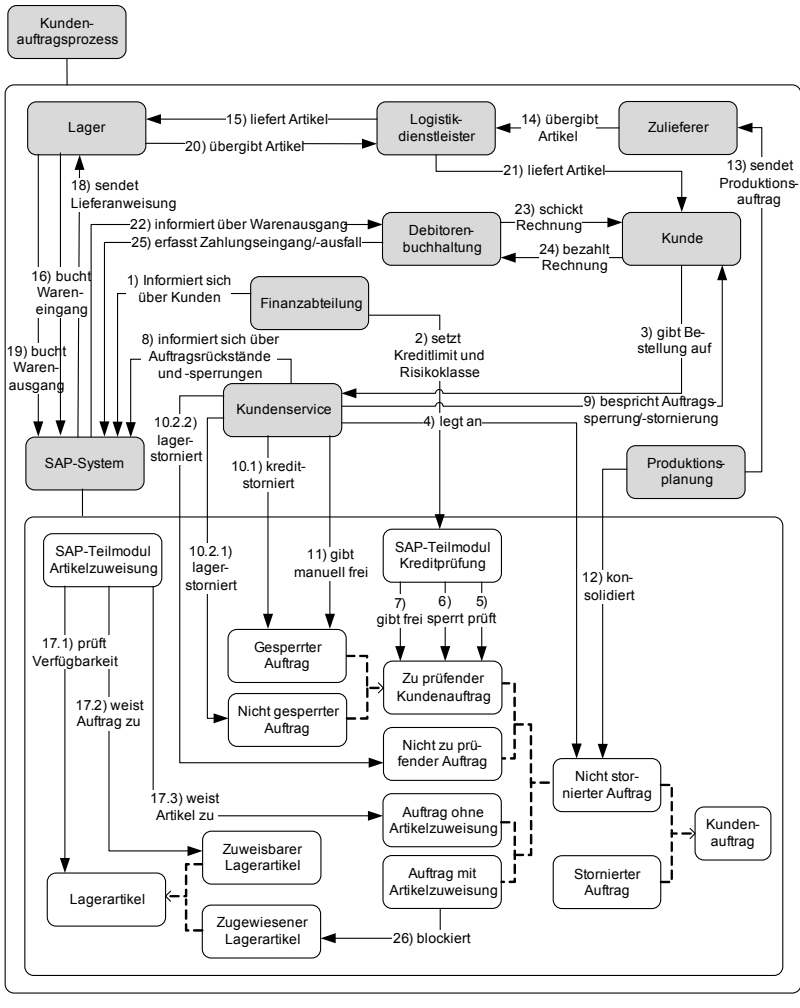 Kunden-
auftragsprozess
Lager
15) liefert Artikel
Logistik-
dienstleister
14) übergibt
Artikel
Zulieferer
20) übergibt Artikel
13) sendet
Produktions-
auftrag
21) liefert Artikel
18) sendet
Lieferanweisung
22) informiert über Warenausgang
25) erfasst Zahlungseingang/-ausfall
Debitoren-
buchhaltung
23) schickt
Rechnung
24) bezahlt
Rechnung
Kunde
16) bucht
Waren-
eingang
1) Informiert sich
über Kunden
Finanzabteilung
2) setzt
Kreditlimit und
Risikoklasse
3) gibt Be-
stellung auf
19) bucht
Waren-
ausgang
8) informiert sich über
Auftragsrückstände
und -sperrungen
Kundenservice
9) bespricht Auftrags-
sperrung/-stornierung
4) legt an
10.2.2)
lager-
storniert
SAP-System
10.1) kredit-
storniert
Produktions-
planung
SAP-Teilmodul
Artikelzuweisung
10.2.1)
lager-
storniert
11) gibt
manuell frei
SAP-Teilmodul
Kreditprüfung
12) kon-
solidiert
7)
gibt frei
6)
sperrt
5)
prüft
17.1) prüft
Verfügbarkeit
Gesperrter
Auftrag
Zu prüfender
Kundenauftrag
17.2) weist
Auftrag zu
Nicht gesperrter
Auftrag
Nicht zu prü-
fender Auftrag
Nicht stor-
nierter Auftrag
17.3) weist
Artikel zu
Auftrag ohne
Artikelzuweisung
Kunden-
auftrag
Zuweisbarer
Lagerartikel
Auftrag mit
Artikelzuweisung
Stornierter
Auftrag
Lagerartikel
Zugewiesener
Lagerartikel
26) blockiert